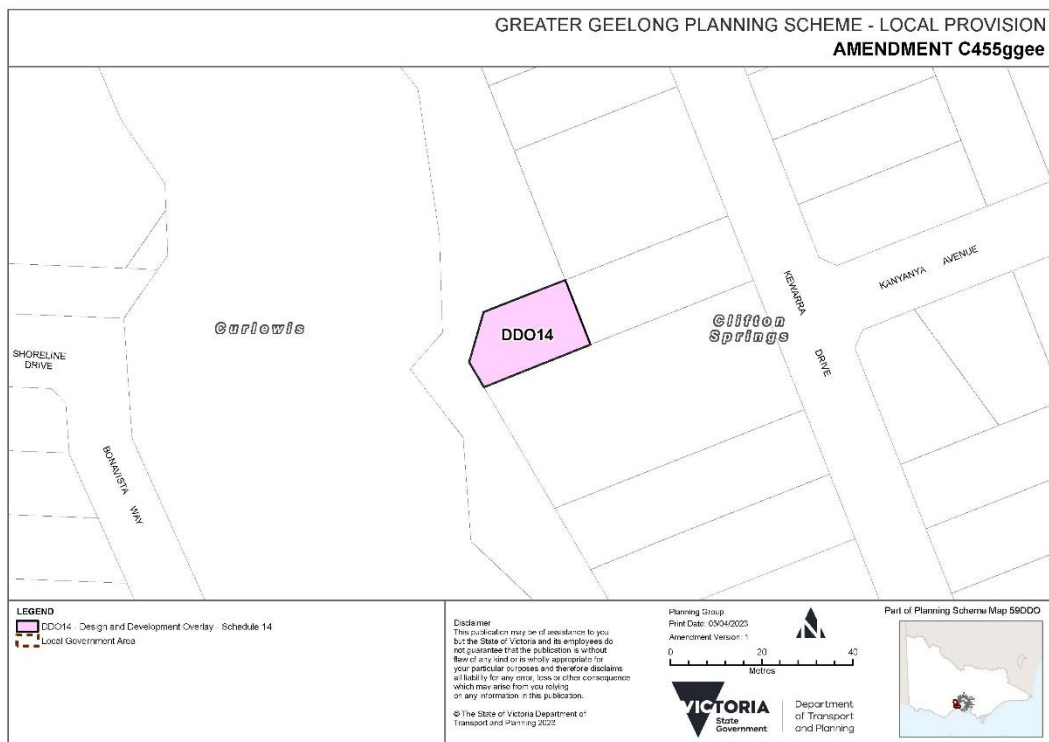 GREATER GEELONG PLANNING SCHEME - LOCAL PROVISION
AMENDMENT C455ggee
Curlewis
DDO14
Clifton
Springs
KEWARRA
DRIVE
KANYANYA AVENUE
SHORELINE
DRIVE
BONAVISTA
WAY
LEGEND
DDO14 - Design and Development Overlay - Schedule 14
Local Government Area
Disclaimer
This publication may be of assistance to you
but the State of Victoria and its employees do
not guarantee that the publication is without
flaw of any kind or is wholly appropriate for
your particular purposes and therefore disclaims
all liability for any error, loss or other consequence
which may arise from you relying
on any information in this publication.
© The State of Victoria Department of
Transport and Planning 2023
Planning Group
Print Date: 05/04/2023
Amendment Version: 1
N
0 20 40
Metres
VICTORIA
State
Government
Department
of Transport
and Planning
Part of Planning Scheme Map 59DDO